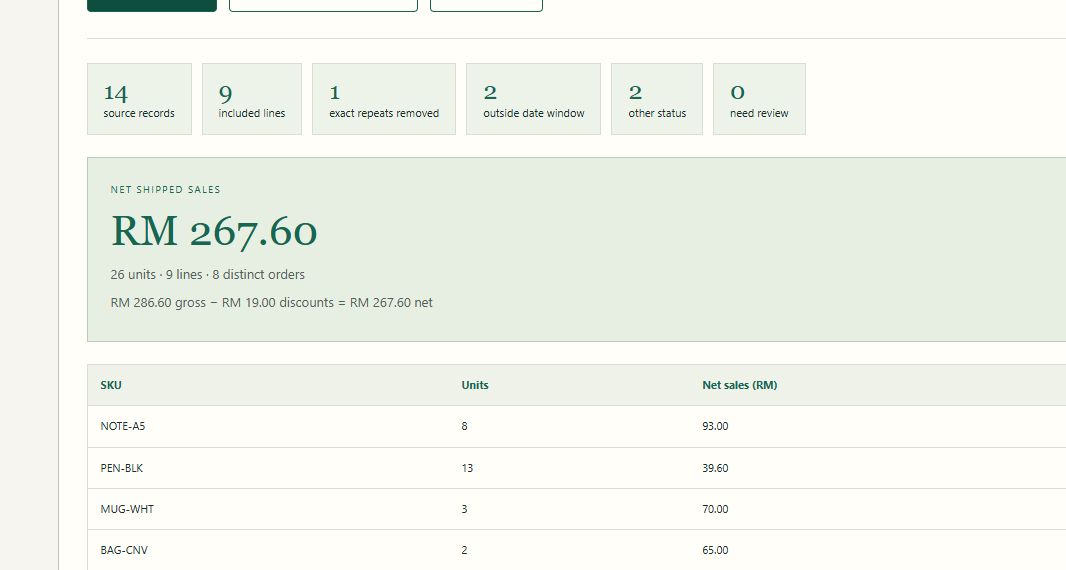 14
source records
9
included lines
1
exact repeats removed
2
outside date window
2
other status
0
need review
NET SHIPPED SALES
RM 267.60
26 units · 9 lines · 8 distinct orders
RM 286.60 gross − RM 19.00 discounts = RM 267.60 net
SKU Units Net sales (RM)
NOTE-A5 8 93.00
PEN-BLK 13 39.60
MUG-WHT 3 70.00
BAG-CNV 2 65.00